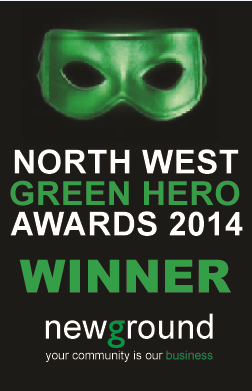 NORTH WEST
GREEN HERO
AWARDS 2014
WINNER
newground
your community is our business